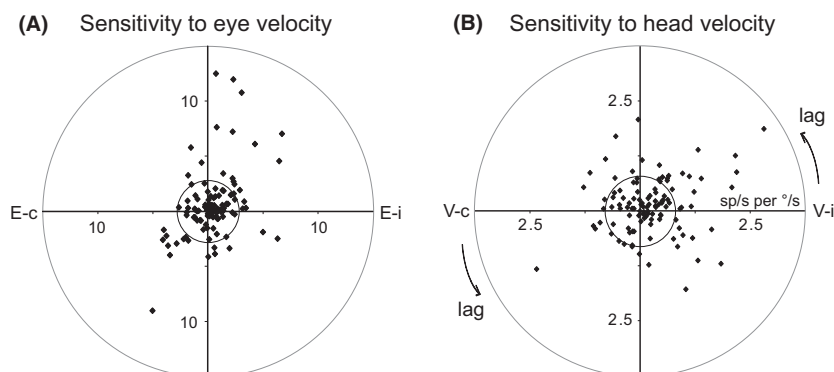 (A) Sensitivity to eye velocity
10
E-c
E-i
10
10
10
(B) Sensitivity to head velocity
2.5
lag
sp/s per °/s
V-c
V-i
2.5
2.5
lag
2.5